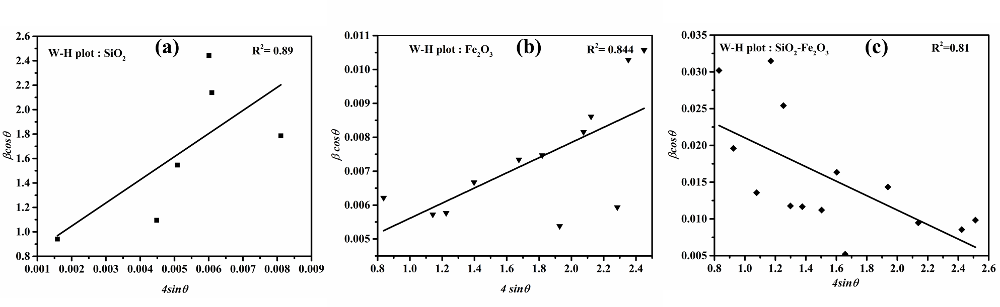 W-H plot : SiO2
(a)
R2= 0.89
2.6
2.4
2.2
2.0
1.8
1.6
1.4
1.2
1.0
0.8
βcosθ
0.001 0.002 0.003 0.004 0.005 0.006 0.007 0.008 0.009
4sinθ
W-H plot : Fe2O3
(b)
R2= 0.844
0.011
0.010
0.009
0.008
0.007
0.006
0.005
β cosθ
0.8 1.0 1.2 1.4 1.6 1.8 2.0 2.2 2.4
4 sinθ
W-H plot : SiO2-Fe2O3
(c)
R2=0.81
0.035
0.030
0.025
0.020
0.015
0.010
0.005
βcosθ
0.8 1.0 1.2 1.4 1.6 1.8 2.0 2.2 2.4 2.6
4sinθ